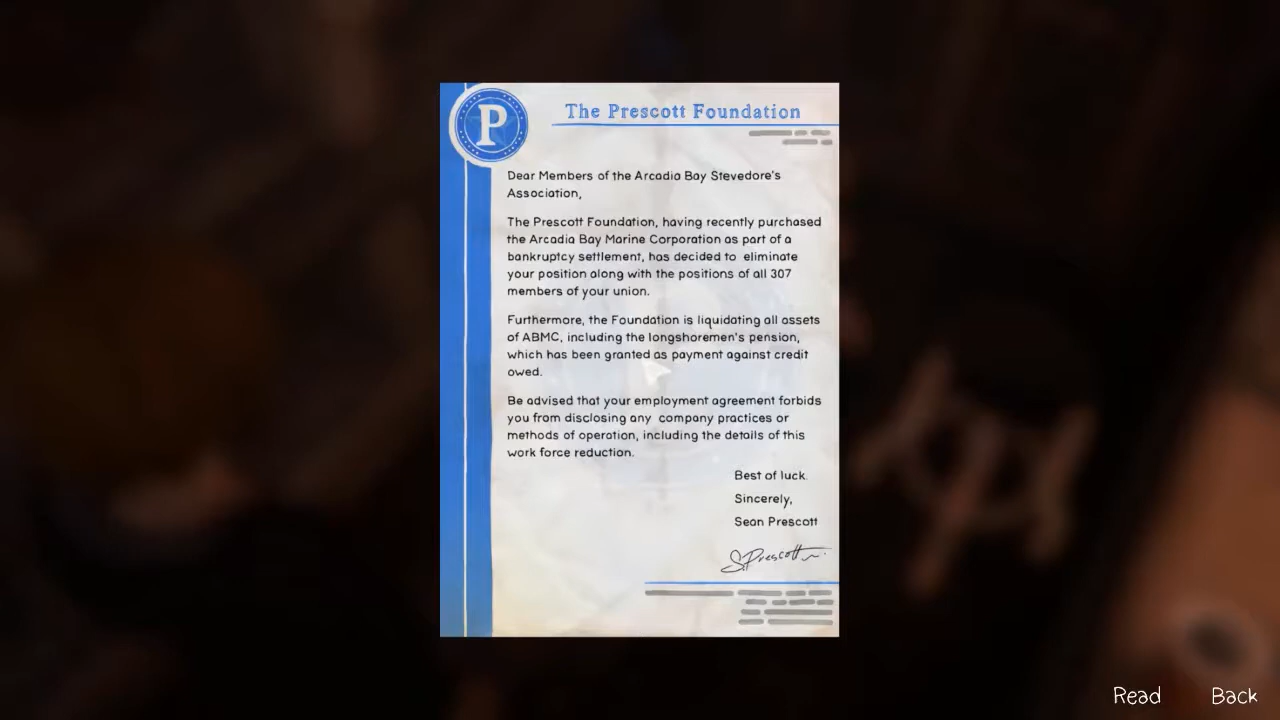 P
The Prescott Foundation
Dear Members of the Arcadia Bay Stevedore's
Association,
The Prescott Foundation, having recently purchased
the Arcadia Bay Marine Corporation as part of a
bankruptcy settlement, has decided to eliminate
your position along with the positions of all 307
members of your union.
Furthermore, the Foundation is liquidating all assets
of ABMC, including the longshoremen's pension,
which has been granted as payment against credit
owed.
Be advised that your employment agreement forbids
you from disclosing any company practices or
methods of operation, including the details of this
work force reduction.
Best of luck.
Sincerely,
Sean Prescott
S.Prescott
Read Back